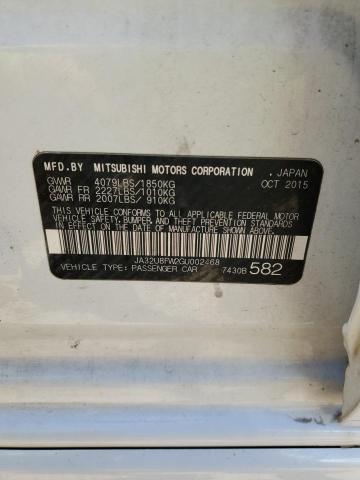 MFD.BY MITSUBISHI MOTORS CORPORATION . JAPAN
GVWR 4079LBS/1850KG OCT 2015
GAWR FR 2227LBS/1010KG
GAWR RR 2007LBS/ 910KG
THIS VEHICLE CONFORMS TO ALL APPLICABLE FEDERAL MOTOR
VEHICLE SAFETY, BUMPER, AND THEFT PREVENTION STANDARDS
IN EFFECT ON THE DATE OF MANUFACTURE SHOWN ABOVE.
JA32U8FW2GU002468
VEHICLE TYPE: PASSENGER CAR 7430B 582